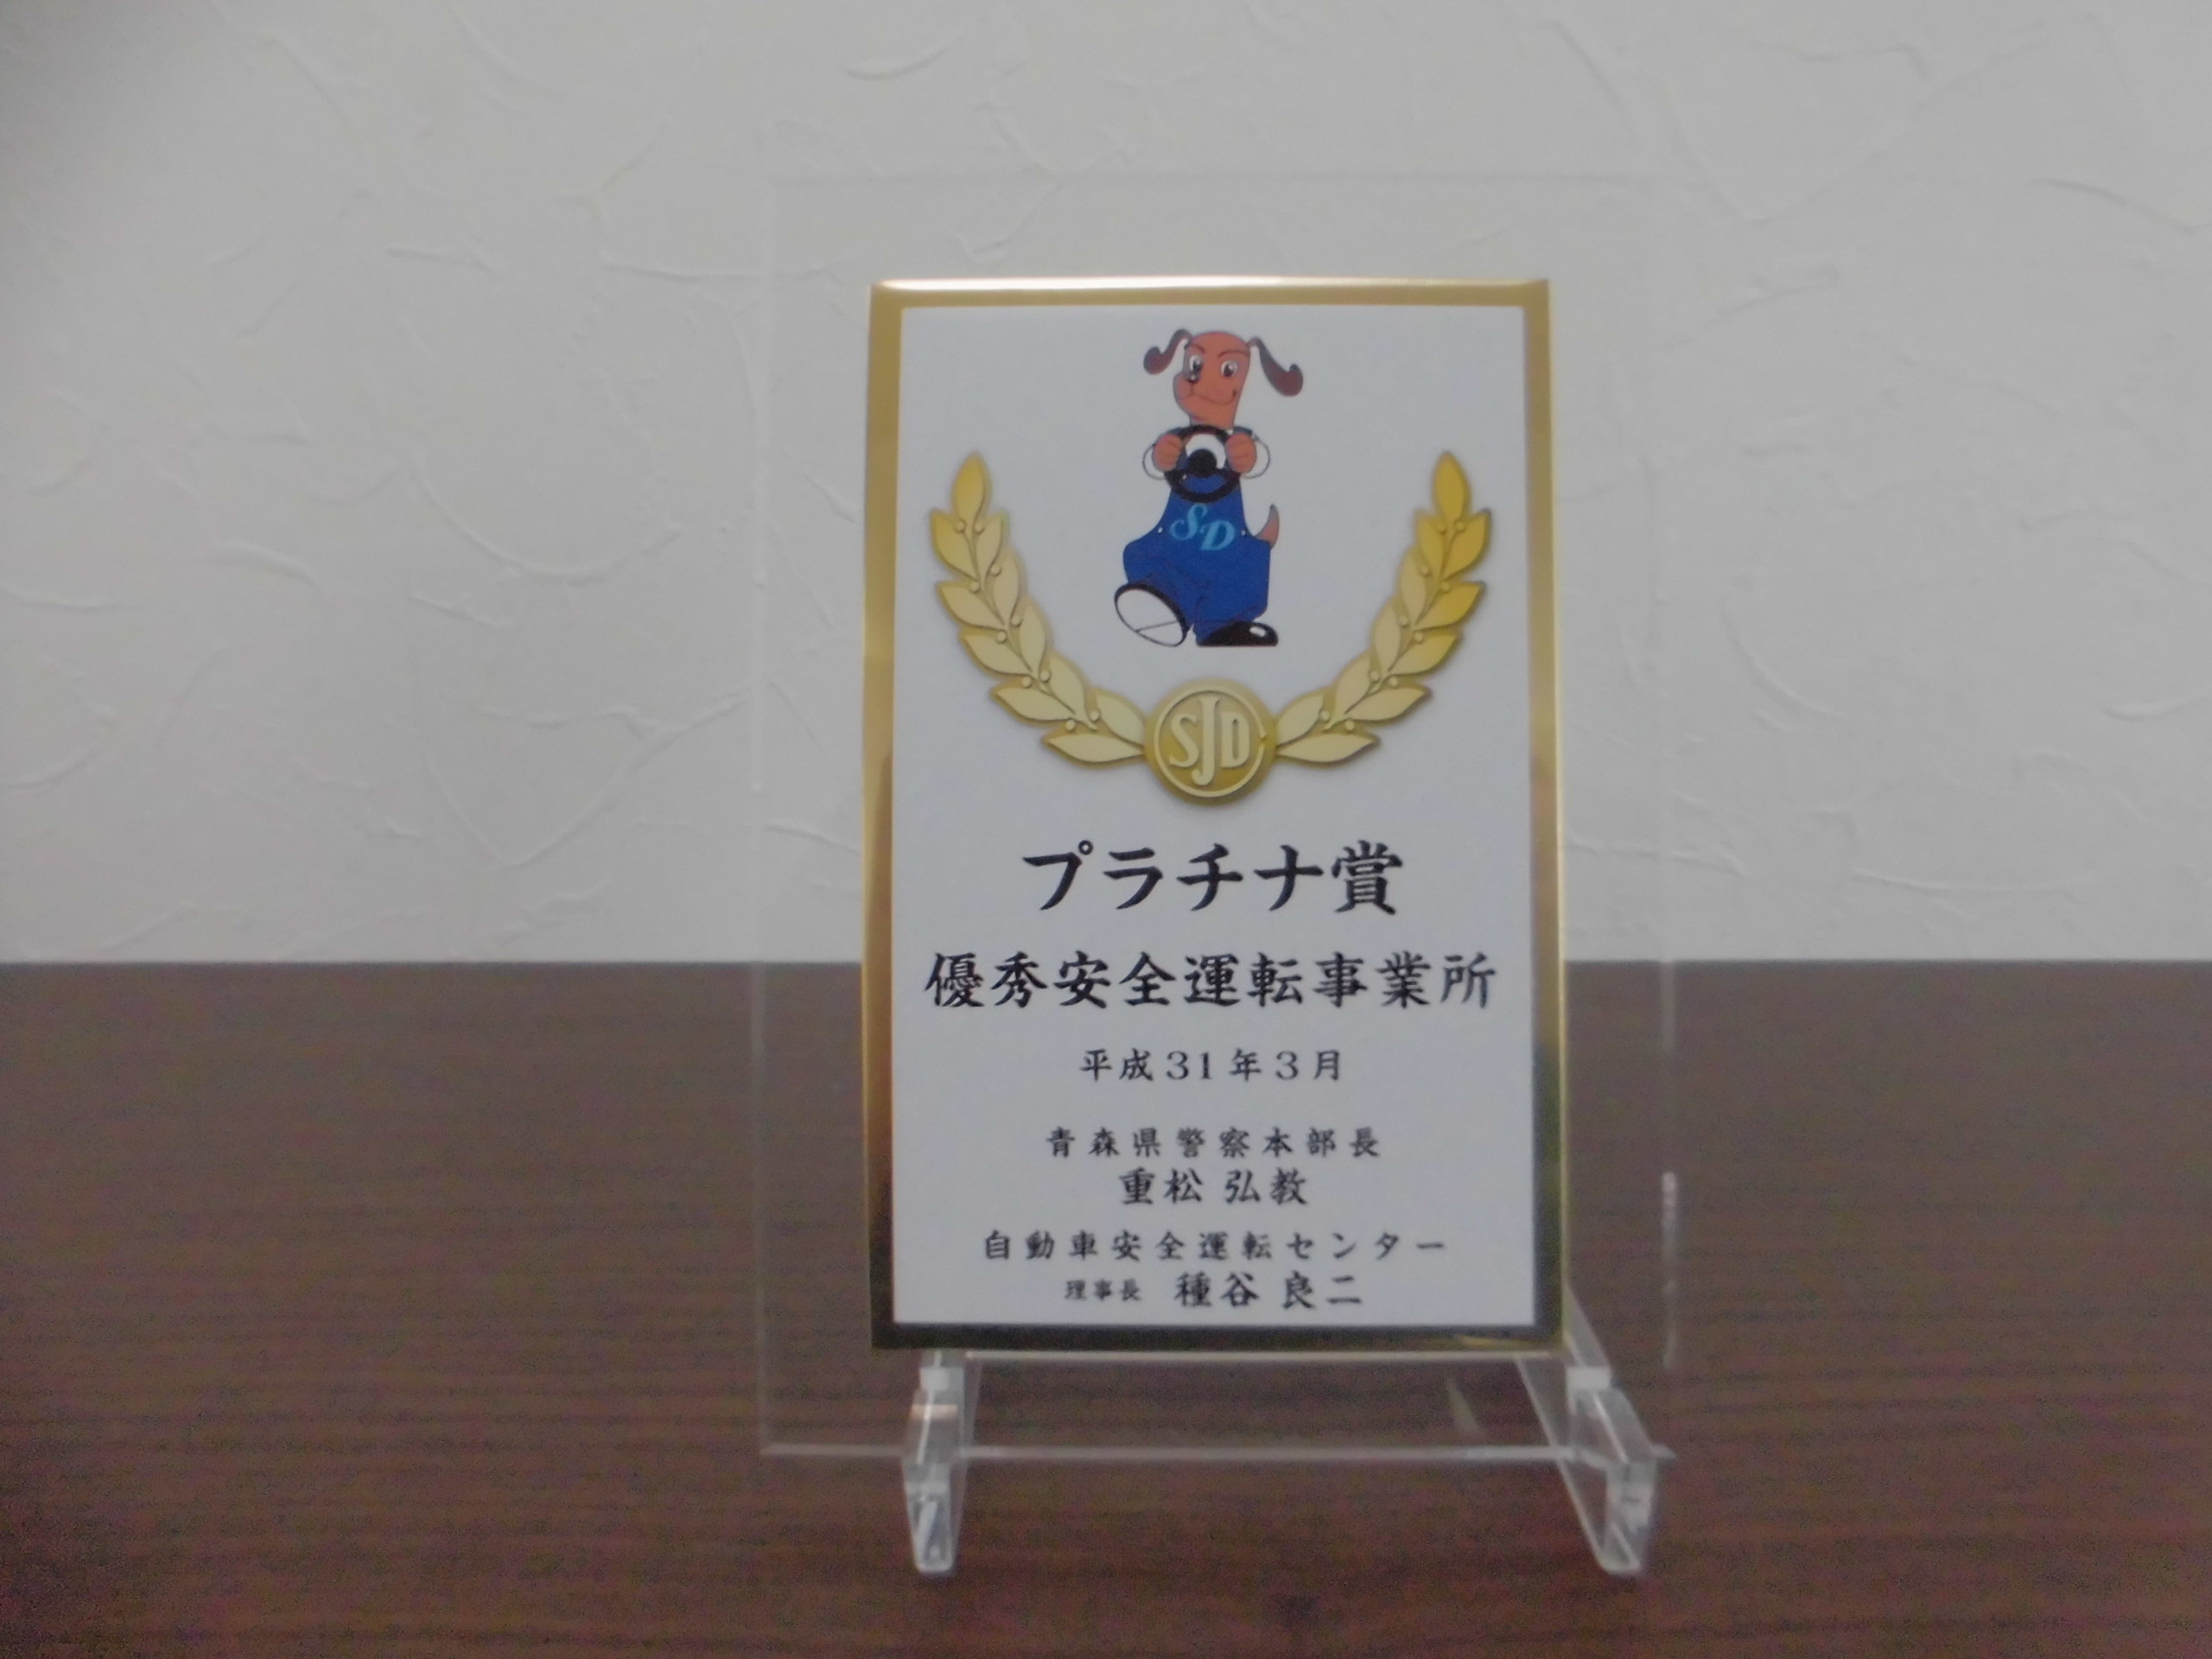 SD
SJD
プラチナ賞
優秀安全運転事業所
平成31年3月
青森県警察本部長
重松 弘教
自動車安全運転センター
理事長 種谷 良二